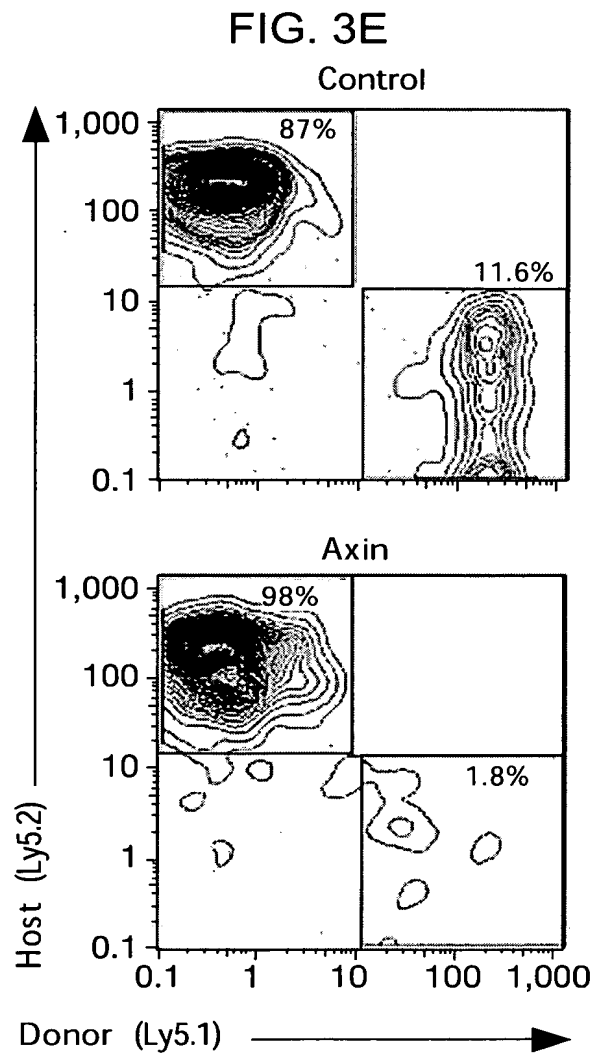 FIG. 3E
Control
1,000
87%
100
11.6%
10
1
0.1
Axin
1,000
98%
100
10
1.8%
1
0.1
0.1 1 10 100 1,000
Host (Ly5.2)
Donor (Ly5.1)